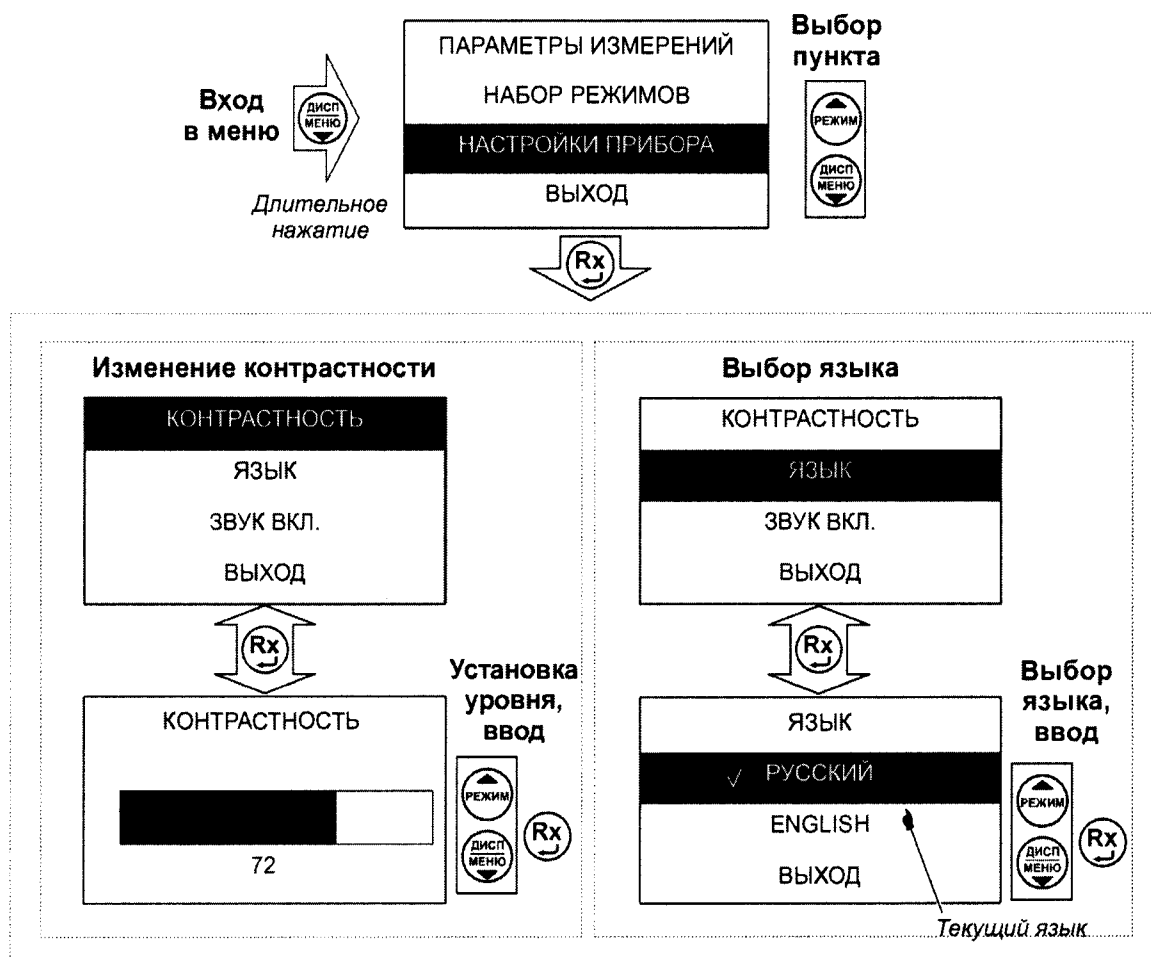 Вход
в меню
ДИСП
МЕНЮ
Длительное
нажатие
ПАРАМЕТРЫ ИЗМЕРЕНИЙ
НАБОР РЕЖИМОВ
НАСТРОЙКИ ПРИБОРА
ВЫХОД
Выбор
пункта
РЕЖИМ
ДИСП
МЕНЮ
Rx
Изменение контрастности
КОНТРАСТНОСТЬ
ЯЗЫК
ЗВУК ВКЛ.
ВЫХОД
Rx
КОНТРАСТНОСТЬ
72
Установка
уровня,
ввод
РЕЖИМ
ДИСП
МЕНЮ
Rx
Выбор языка
КОНТРАСТНОСТЬ
ЯЗЫК
ЗВУК ВКЛ.
ВЫХОД
Rx
ЯЗЫК
√ РУССКИЙ
ENGLISH
ВЫХОД
Выбор
языка,
ввод
РЕЖИМ
ДИСП
МЕНЮ
Rx
Текущий язык